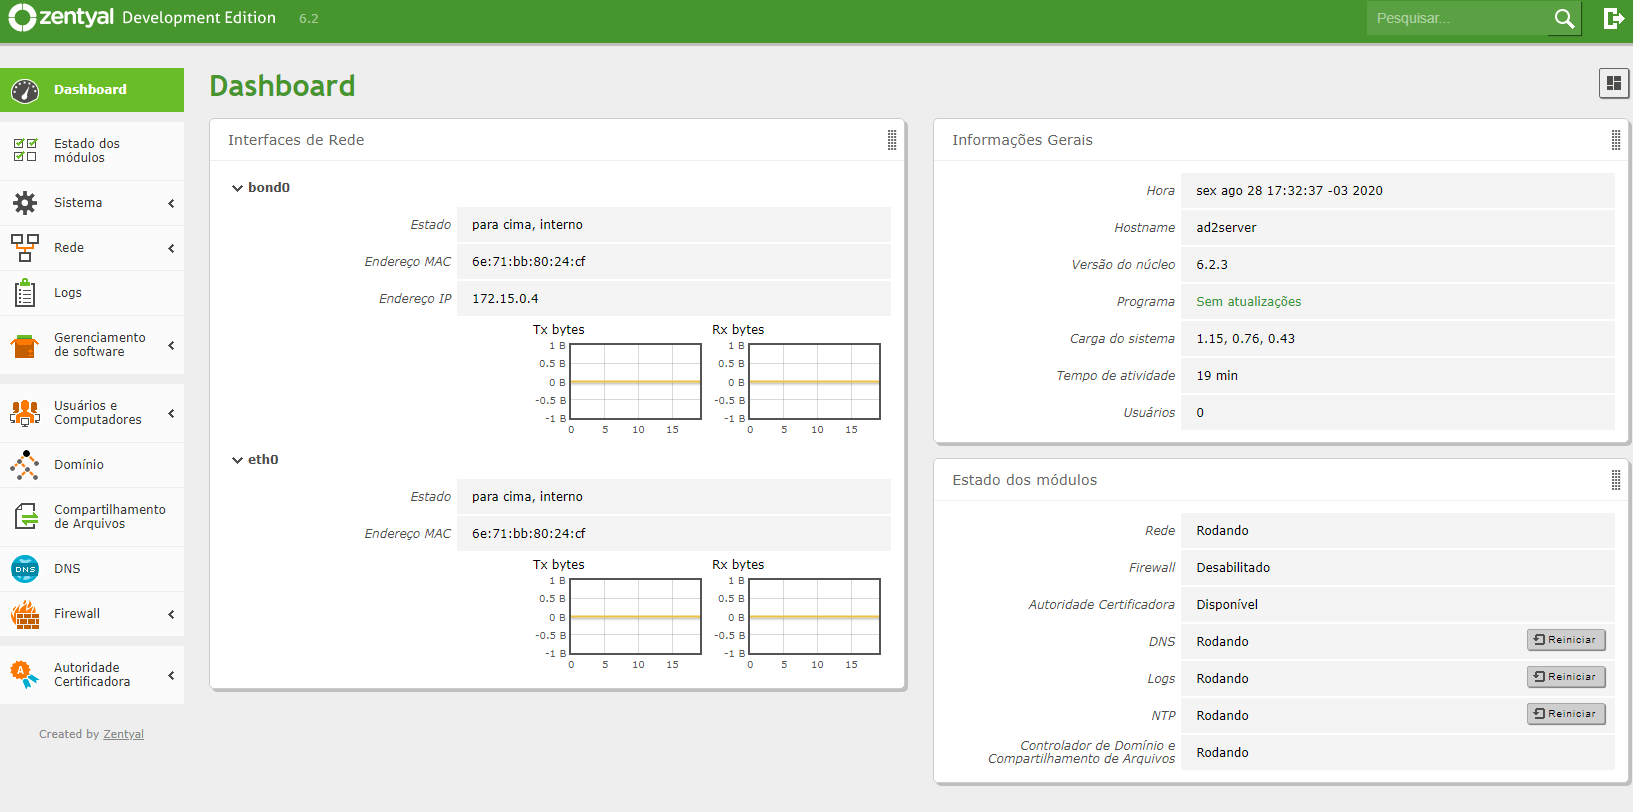 zentyal Development Edition 6.2
Pesquisar...
Dashboard
Estado dos
módulos
Sistema
Rede
Logs
Gerenciamento
de software
Usuários e
Computadores
Domínio
Compartilhamento
de Arquivos
DNS
DNS
Firewall
A
Autoridade
Certificadora
Created by Zentyal
Dashboard
Interfaces de Rede
bond0
Estado para cima, interno
Endereço MAC 6e:71:bb:80:24:cf
Endereço IP 172.15.0.4
Tx bytes
1 B
0.5 B
0 B
-0.5 B
-1 B
0 5 10 15
Rx bytes
1 B
0.5 B
0 B
-0.5 B
-1 B
0 5 10 15
eth0
Estado para cima, interno
Endereço MAC 6e:71:bb:80:24:cf
Tx bytes
1 B
0.5 B
0 B
-0.5 B
-1 B
0 5 10 15
Rx bytes
1 B
0.5 B
0 B
-0.5 B
-1 B
0 5 10 15
Informações Gerais
Hora sex ago 28 17:32:37 -03 2020
Hostname ad2server
Versão do núcleo 6.2.3
Programa Sem atualizações
Carga do sistema 1.15, 0.76, 0.43
Tempo de atividade 19 min
Usuários 0
Estado dos módulos
Rede Rodando
Firewall Desabilitado
Autoridade Certificadora Disponível
DNS Rodando Reiniciar
Logs Rodando Reiniciar
NTP Rodando Reiniciar
Controlador de Domínio e
Compartilhamento de Arquivos Rodando